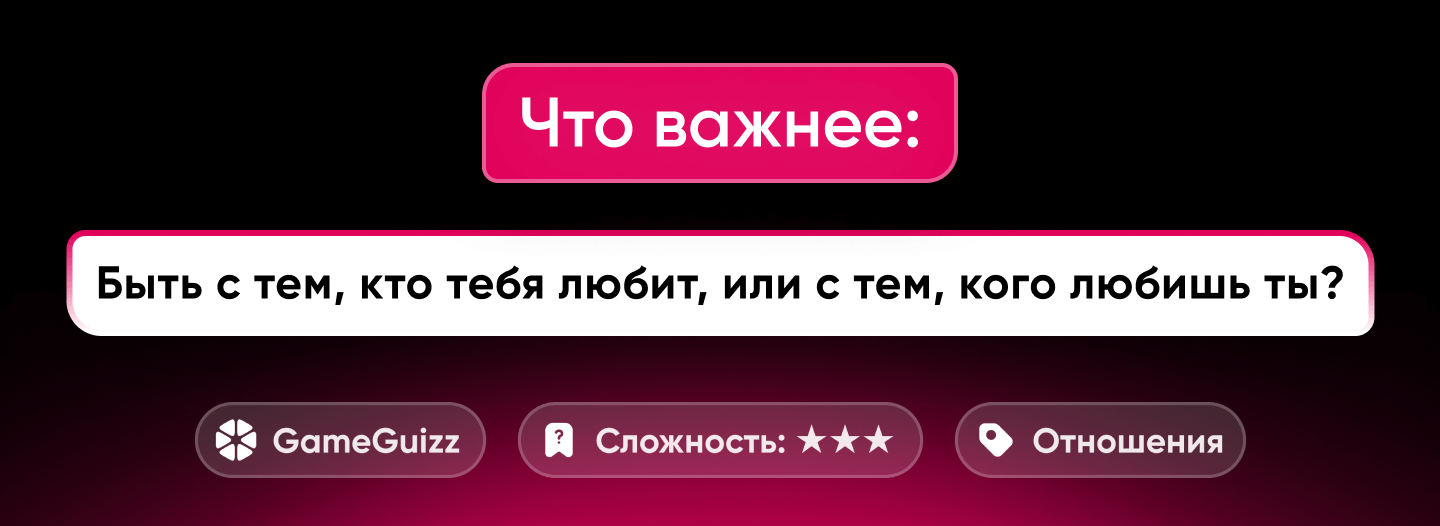 Что важнее:
Быть с тем, кто тебя любит, или с тем, кого любишь ты?
GameGuizz
Сложность: ★★★
Отношения